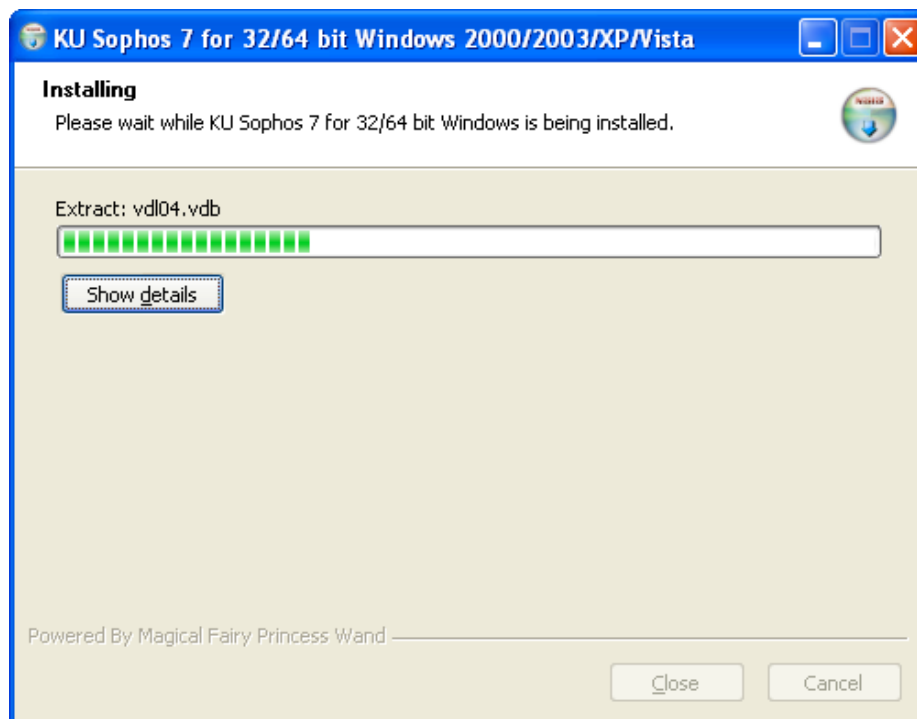 KU Sophos 7 for 32/64 bit Windows 2000/2003/XP/Vista
Installing
Please wait while KU Sophos 7 for 32/64 bit Windows is being installed.
Extract: vdl04.vdb
Show details
Powered By Magical Fairy Princess Wand
Close
Cancel